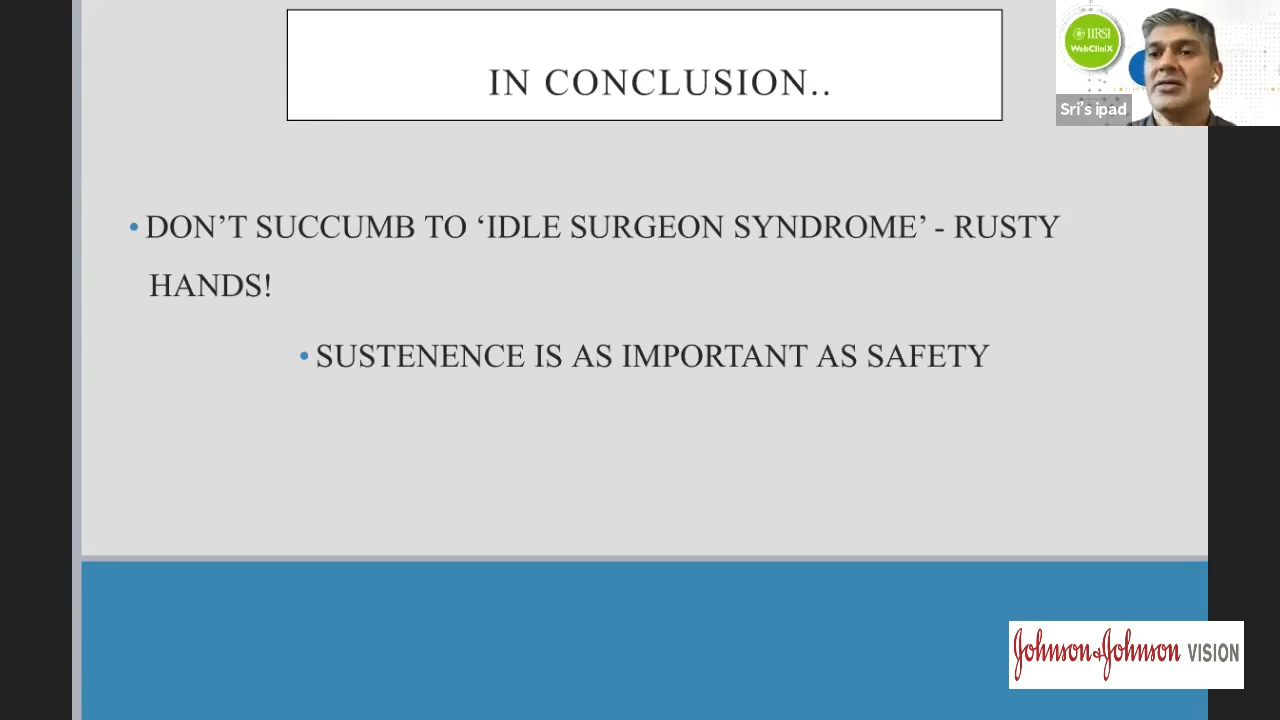 IN CONCLUSION..
IIRSI
WebCliniX
Sri's ipad
• DON’T SUCCUMB TO ‘IDLE SURGEON SYNDROME’ - RUSTY
HANDS!
• SUSTENENCE IS AS IMPORTANT AS SAFETY
Johnson & Johnson VISION